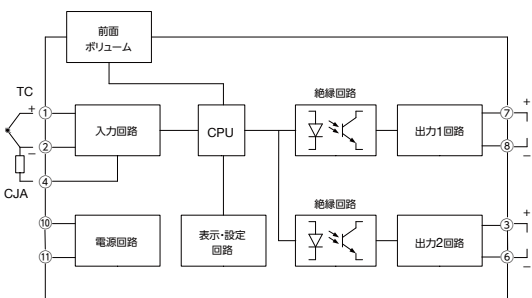 前面
ボリューム
TC
+
①
②
−
④
CJA
入力回路
CPU
絶縁回路
出力1回路
⑦
+
⑧
−
⑩
⑪
電源回路
表示・設定
回路
絶縁回路
出力2回路
③
+
⑥
−